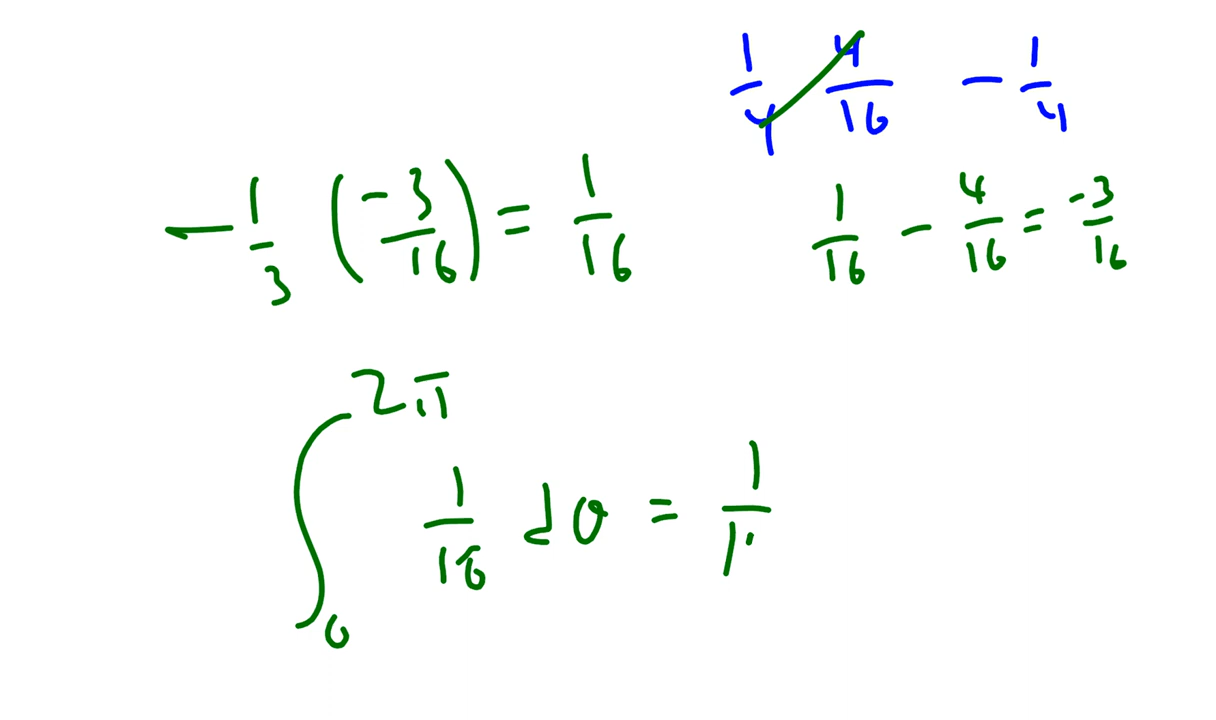 1/4 4/16 - 1/4
- 1/3 (-3/16) = 1/16
1/16 - 4/16 = -3/16
∫₀^2π 1/16 dθ = 1/1